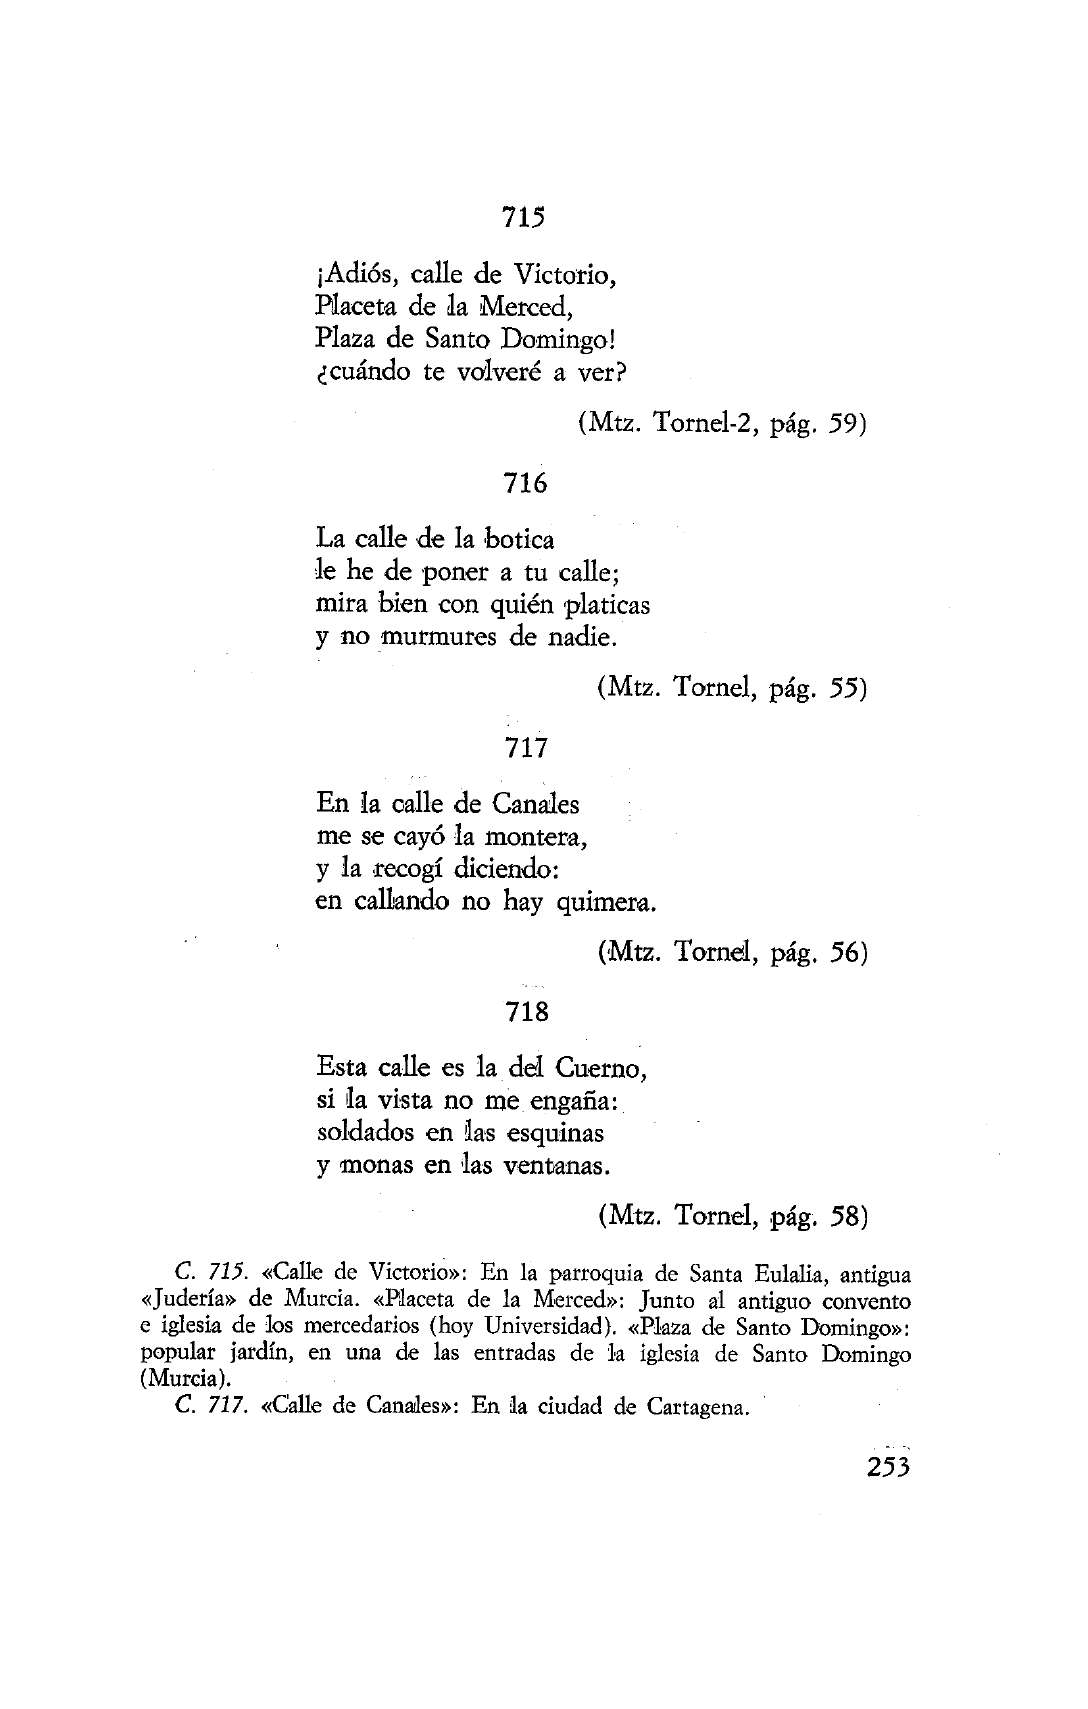 715
¡Adiós, calle de Victorio,
Placeta de la Merced,
Plaza de Santo Domingo!
¿cuándo te volveré a ver?
(Mtz. Tornel-2, pág. 59)
716
La calle de la botica
le he de poner a tu calle;
mira bien con quién platicas
y no murmures de nadie.
(Mtz. Tornel, pág. 55)
717
En la calle de Canales
me se cayó la montera,
y la recogí diciendo:
en callando no hay quimera.
(Mtz. Tornel, pág. 56)
718
Esta calle es la del Cuerno,
si la vista no me engaña:
soldados en las esquinas
y monas en las ventanas.
(Mtz. Tornel, pág. 58)
C. 715. «Calle de Victorio»: En la parroquia de Santa Eulalia, antigua
«Judería» de Murcia. «Placeta de la Merced»: Junto al antiguo convento
e iglesia de los mercedarios (hoy Universidad). «Plaza de Santo Domingo»:
popular jardín, en una de las entradas de la iglesia de Santo Domingo
(Murcia).
C. 717. «Calle de Canales»: En la ciudad de Cartagena.
253